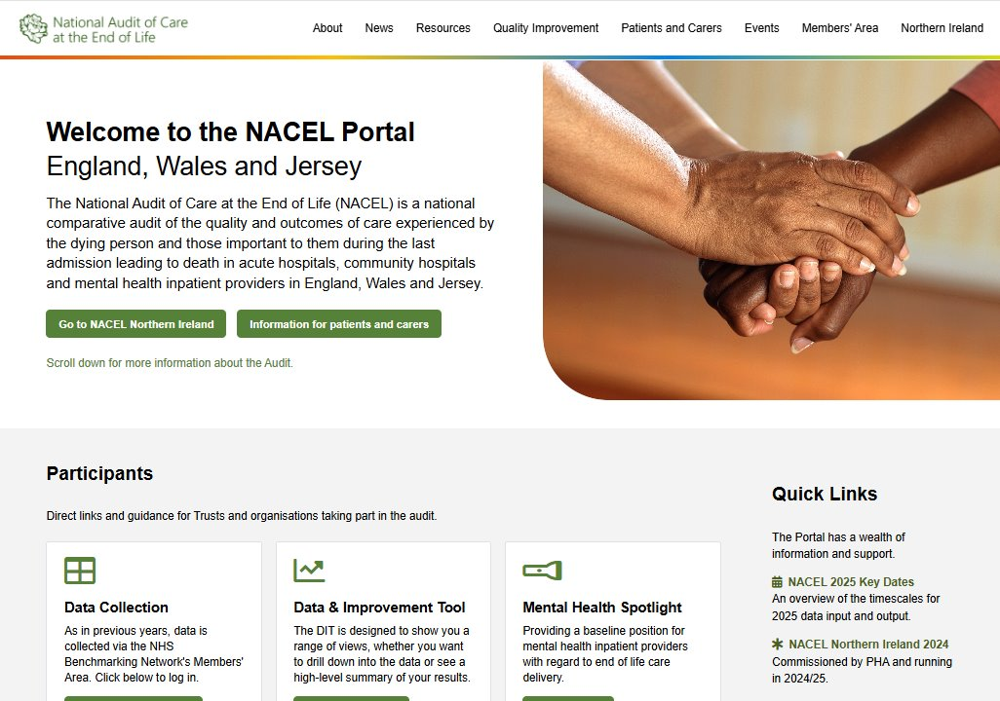 National Audit of Care
at the End of Life
About
News
Resources
Quality Improvement
Patients and Carers
Events
Members' Area
Northern Ireland
Welcome to the NACEL Portal
England, Wales and Jersey
The National Audit of Care at the End of Life (NACEL) is a national
comparative audit of the quality and outcomes of care experienced by
the dying person and those important to them during the last
admission leading to death in acute hospitals, community hospitals
and mental health inpatient providers in England, Wales and Jersey.
Go to NACEL Northern Ireland
Information for patients and carers
Scroll down for more information about the Audit.
Participants
Direct links and guidance for Trusts and organisations taking part in the audit.
Data Collection
As in previous years, data is
collected via the NHS
Benchmarking Network's Members'
Area. Click below to log in.
Data & Improvement Tool
The DIT is designed to show you a
range of views, whether you want
to drill down into the data or see a
high-level summary of your results.
Mental Health Spotlight
Providing a baseline position for
mental health inpatient providers
with regard to end of life care
delivery.
Quick Links
The Portal has a wealth of
information and support.
NACEL 2025 Key Dates
An overview of the timescales for
2025 data input and output.
NACEL Northern Ireland 2024
Commissioned by PHA and running
in 2024/25.